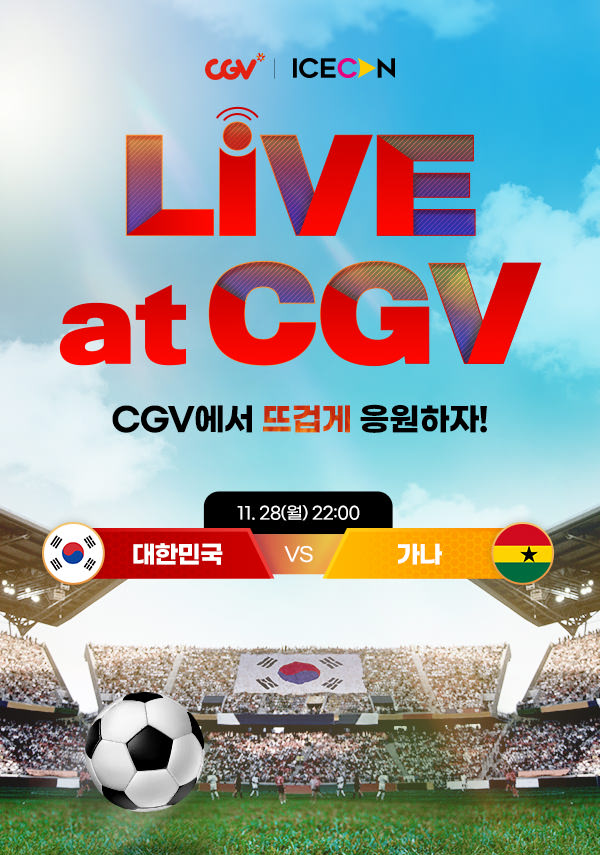 CGV ICECON
LiVE
at CGV
CGV에서 뜨겁게 응원하자!
11. 28(월) 22:00
대한민국 VS 가나